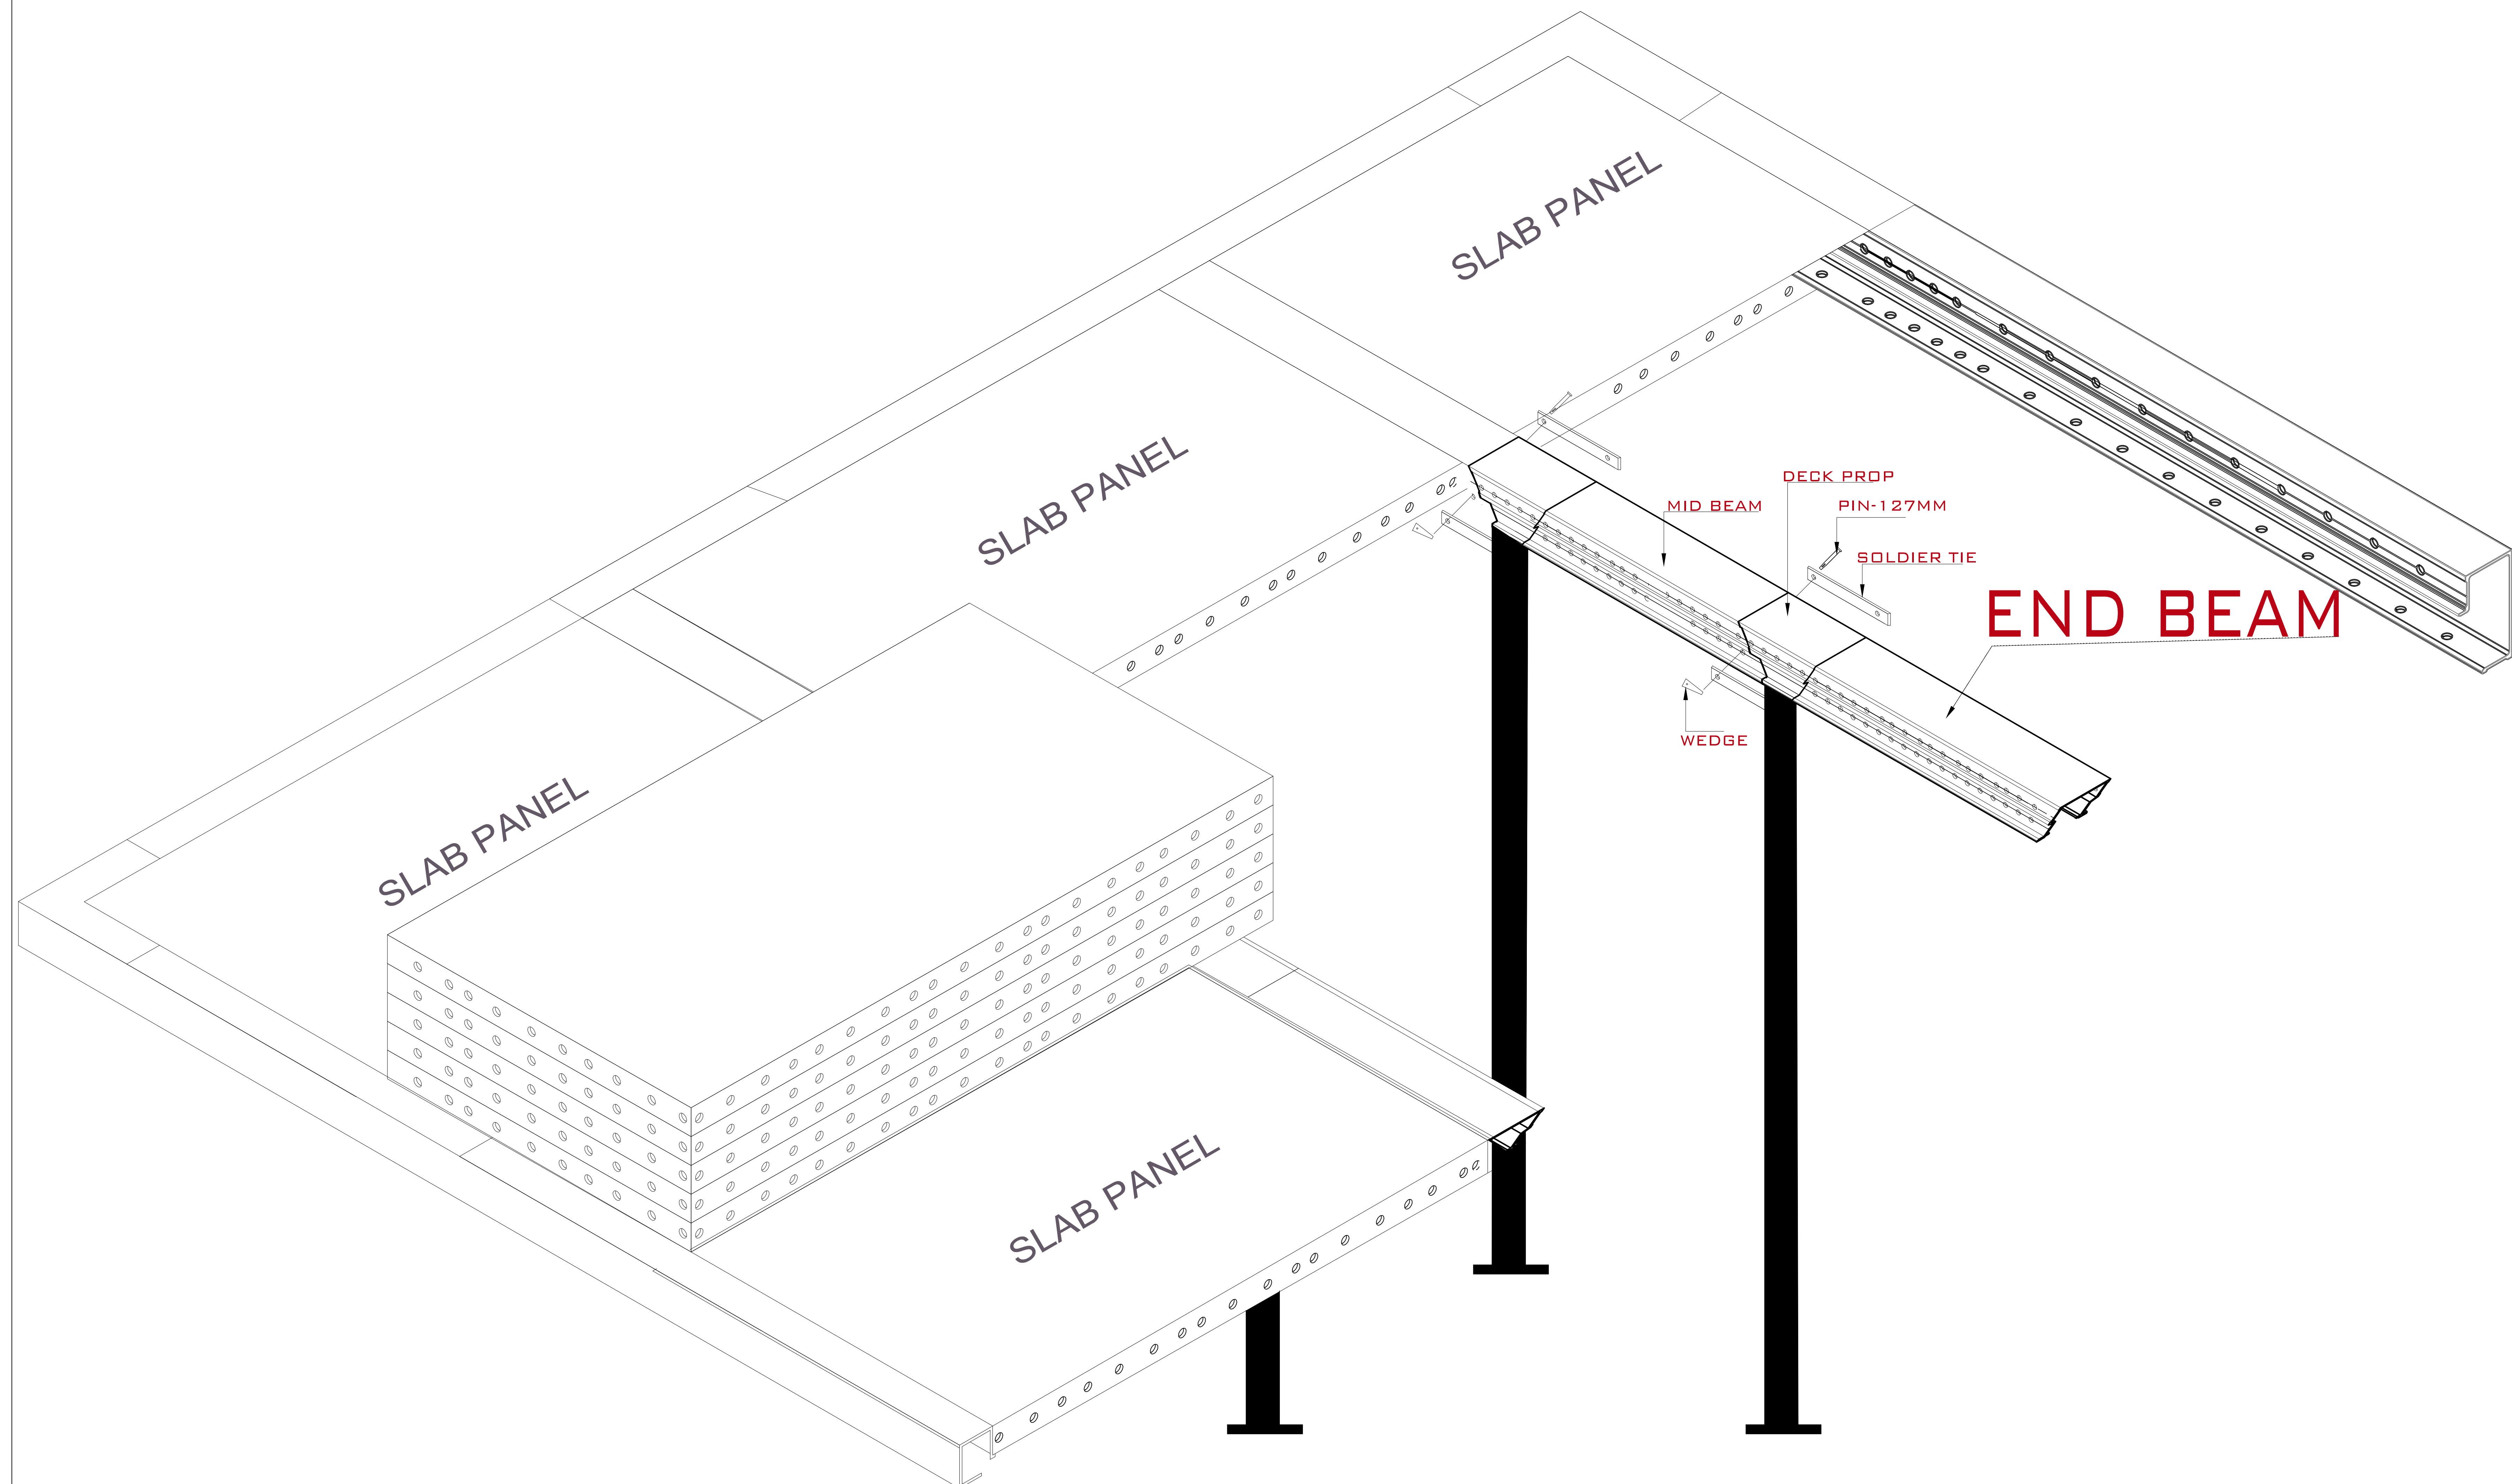 SLAB PANEL
SLAB PANEL
DECK PROP
MID BEAM
PIN-127MM
SOLDIER TIE
END BEAM
WEDGE
SLAB PANEL
SLAB PANEL